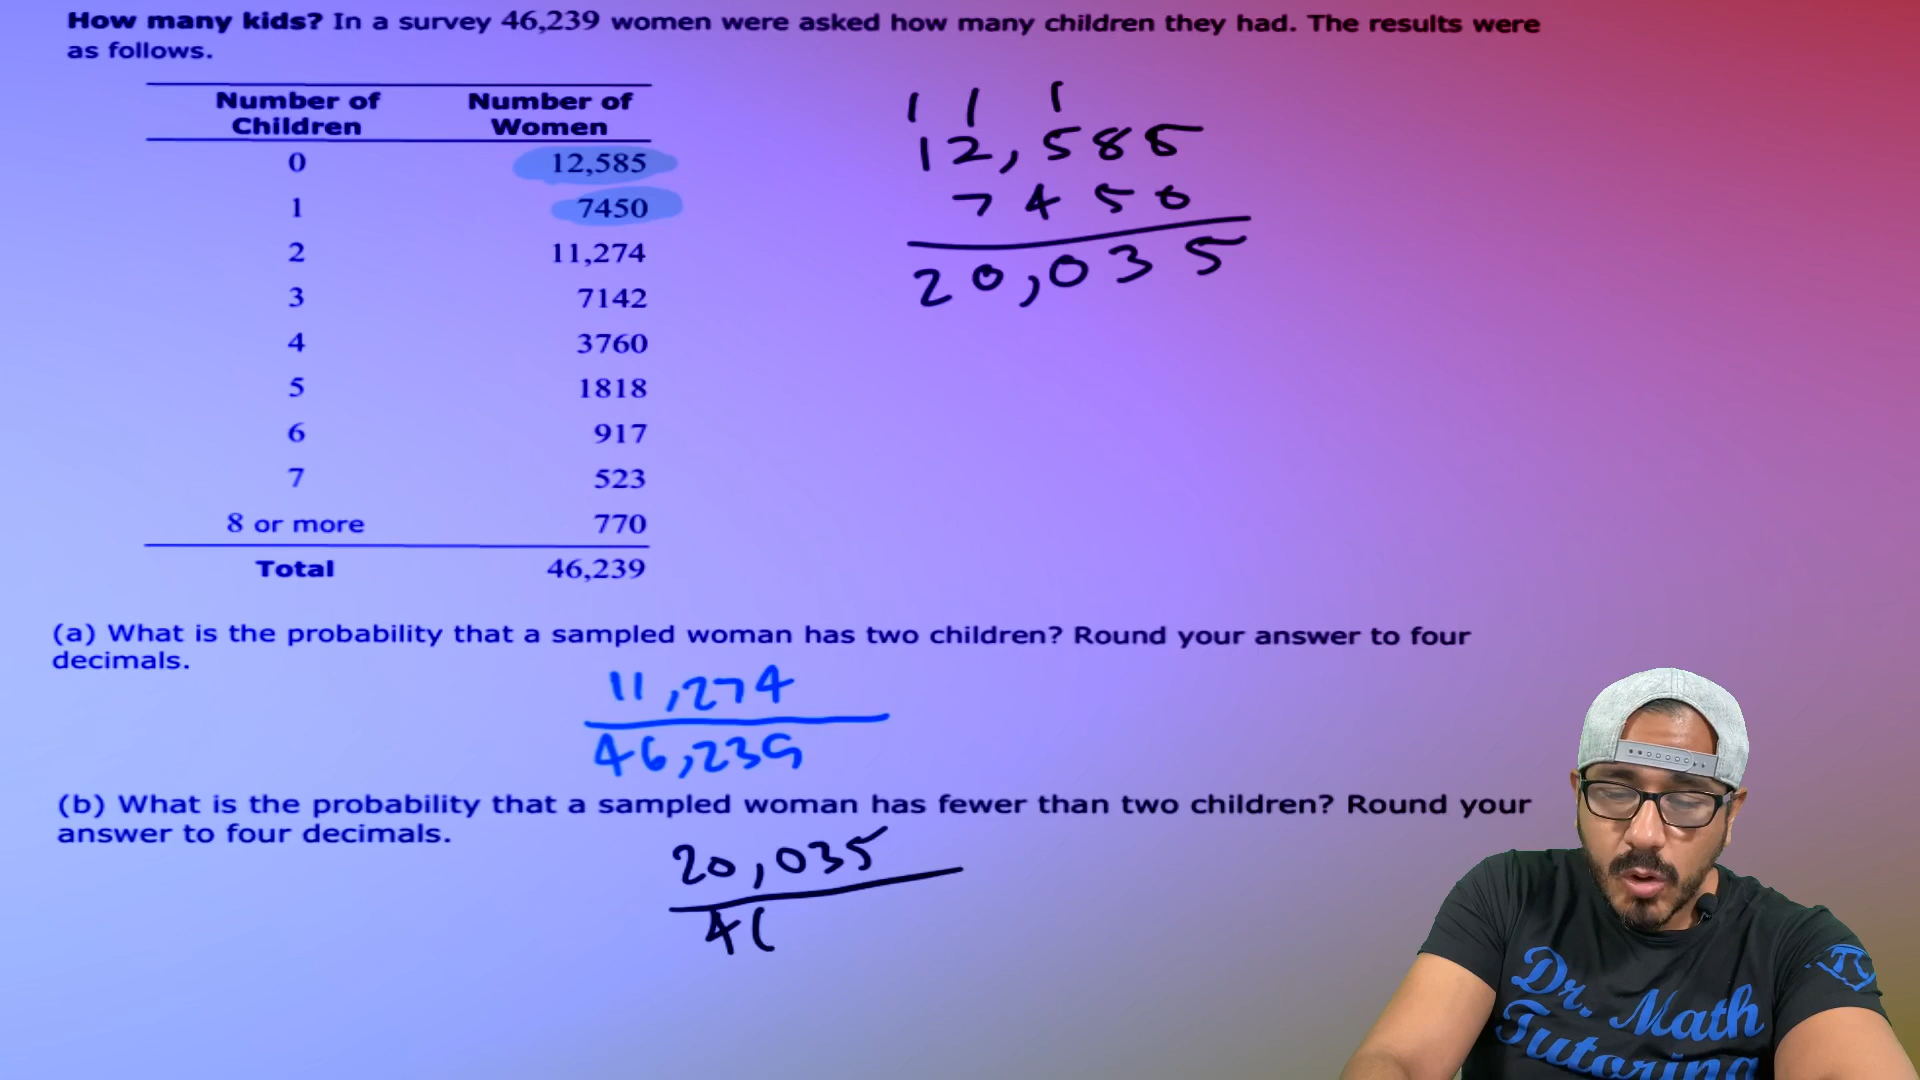 How many kids? In a survey 46,239 women were asked how many children they had. The results were
as follows.
Number of Children Number of Women
0 12,585
1 7450
2 11,274
3 7142
4 3760
5 1818
6 917
7 523
8 or more 770
Total 46,239
1 1 1
12,585
7450
20,035
(a) What is the probability that a sampled woman has two children? Round your answer to four
decimals.
11,274
46,239
(b) What is the probability that a sampled woman has fewer than two children? Round your
answer to four decimals.
20,035
4
Dr. Math
Tutoring
π